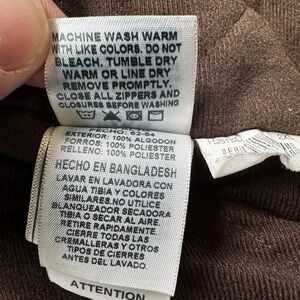 MACHINE WASH WARM
WITH LIKE COLORS. DO NOT
BLEACH. TUMBLE DRY
WARM OR LINE DRY
REMOVE PROMPTLY.
CLOSE ALL ZIPPERS AND
CLOSURES BEFORE WASHING
PECHO: 62-64
EXTERIOR: 100% ALGODON
FORROS: 100% POLIESTER
RELLENO: 100% POLIESTER
HECHO EN BANGLADESH
LAVAR EN LAVADORA CON
AGUA TIBIA Y COLORES
SIMILARES.NO UTILICE
BLANQUEADOR SECADORA
TIBIA O SECAR AL AIRE
RETIRE RAPIDAMENTE.
CIERRE TODAS LAS
CREMALLERAS Y OTROS
CIERRES TIPOS
ANTES DEL LAVADO.
ATTENTION